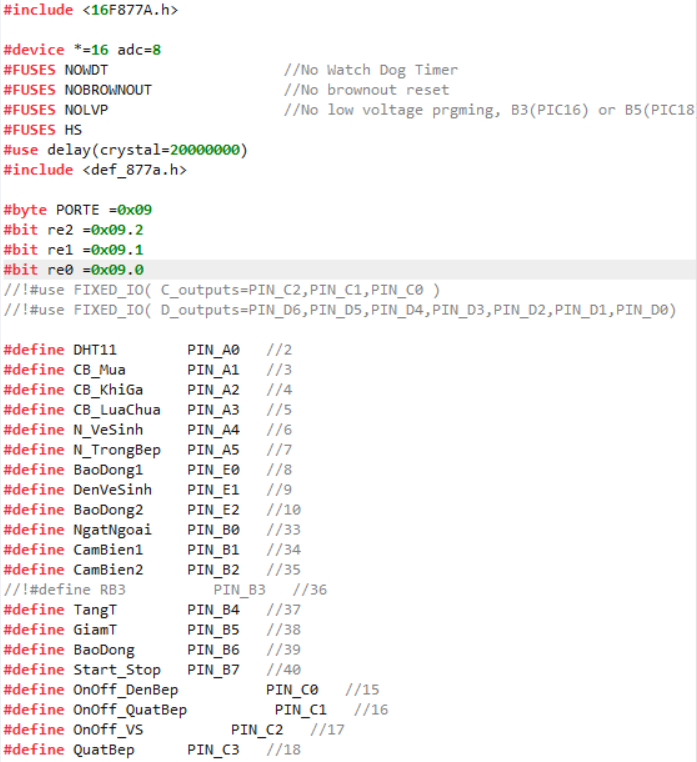 #include <16F877A.h>
#device *=16 adc=8
#FUSES NOWDT //No Watch Dog Timer
#FUSES NOBROWNOUT //No brownout reset
#FUSES NOLVP //No low voltage prgming, B3(PIC16) or B5(PIC18
#FUSES HS
#use delay(crystal=20000000)
#include <def_877a.h>
#byte PORTE =0x09
#bit re2 =0x09.2
#bit re1 =0x09.1
#bit re0 =0x09.0
//!#use FIXED_IO( C_outputs=PIN_C2,PIN_C1,PIN_C0 )
//!#use FIXED_IO( D_outputs=PIN_D6,PIN_D5,PIN_D4,PIN_D3,PIN_D2,PIN_D1,PIN_D0)
#define DHT11 PIN_A0 //2
#define CB_Mua PIN_A1 //3
#define CB_KhiGa PIN_A2 //4
#define CB_LuaChua PIN_A3 //5
#define N_VeSinh PIN_A4 //6
#define N_TrongBep PIN_A5 //7
#define BaoDong1 PIN_E0 //8
#define DenVeSinh PIN_E1 //9
#define BaoDong2 PIN_E2 //10
#define NgatNgoai PIN_B0 //33
#define CamBien1 PIN_B1 //34
#define CamBien2 PIN_B2 //35
//!#define RB3 PIN_B3 //36
#define TangT PIN_B4 //37
#define GiamT PIN_B5 //38
#define BaoDong PIN_B6 //39
#define Start_Stop PIN_B7 //40
#define OnOff_DenBep PIN_C0 //15
#define OnOff_QuatBep PIN_C1 //16
#define OnOff_VS PIN_C2 //17
#define QuatBep PIN_C3 //18